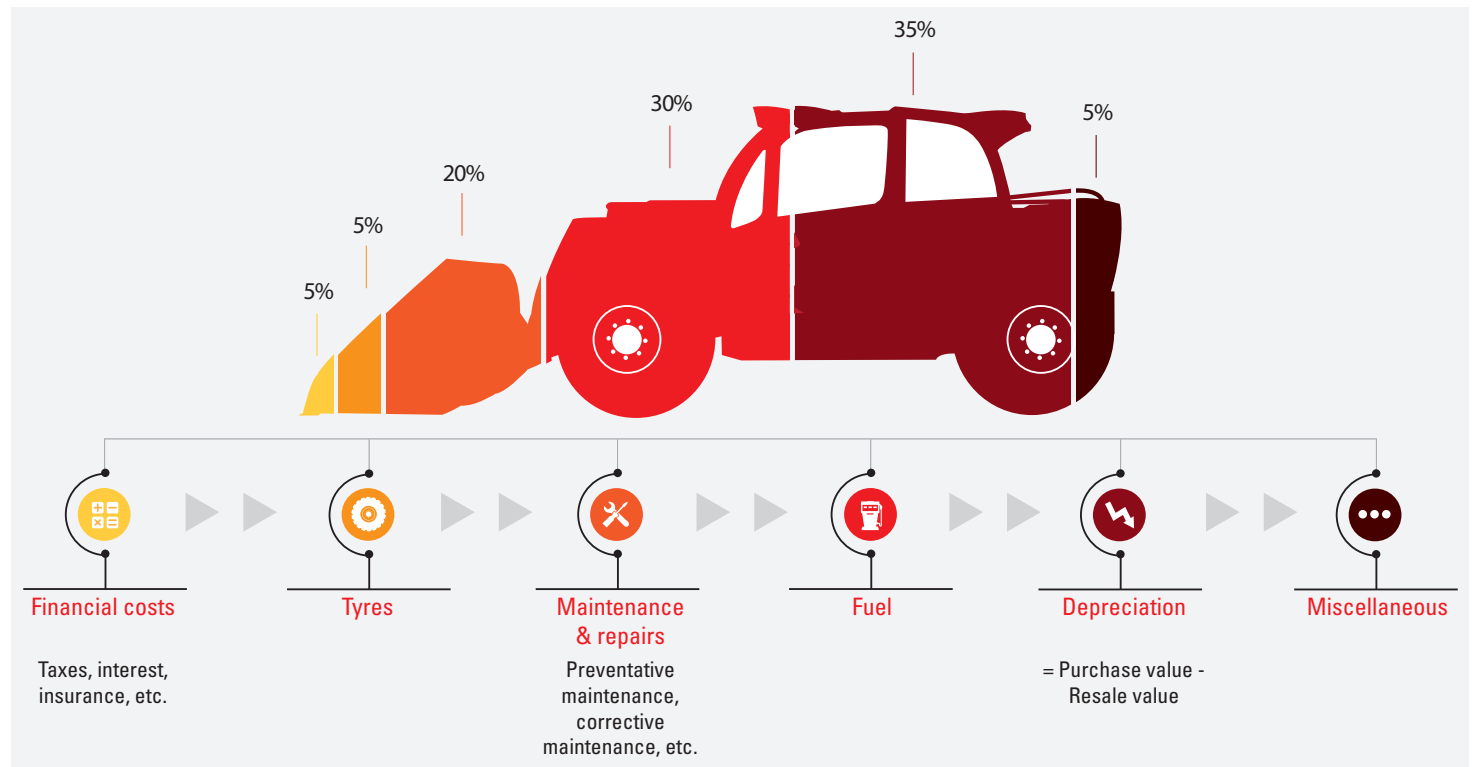 35%
30%
5%
20%
5%
5%
Financial costs
Tyres
Maintenance
& repairs
Fuel
Depreciation
Miscellaneous
Taxes, interest,
insurance, etc.
Preventative
maintenance,
corrective
maintenance, etc.
= Purchase value -
Resale value